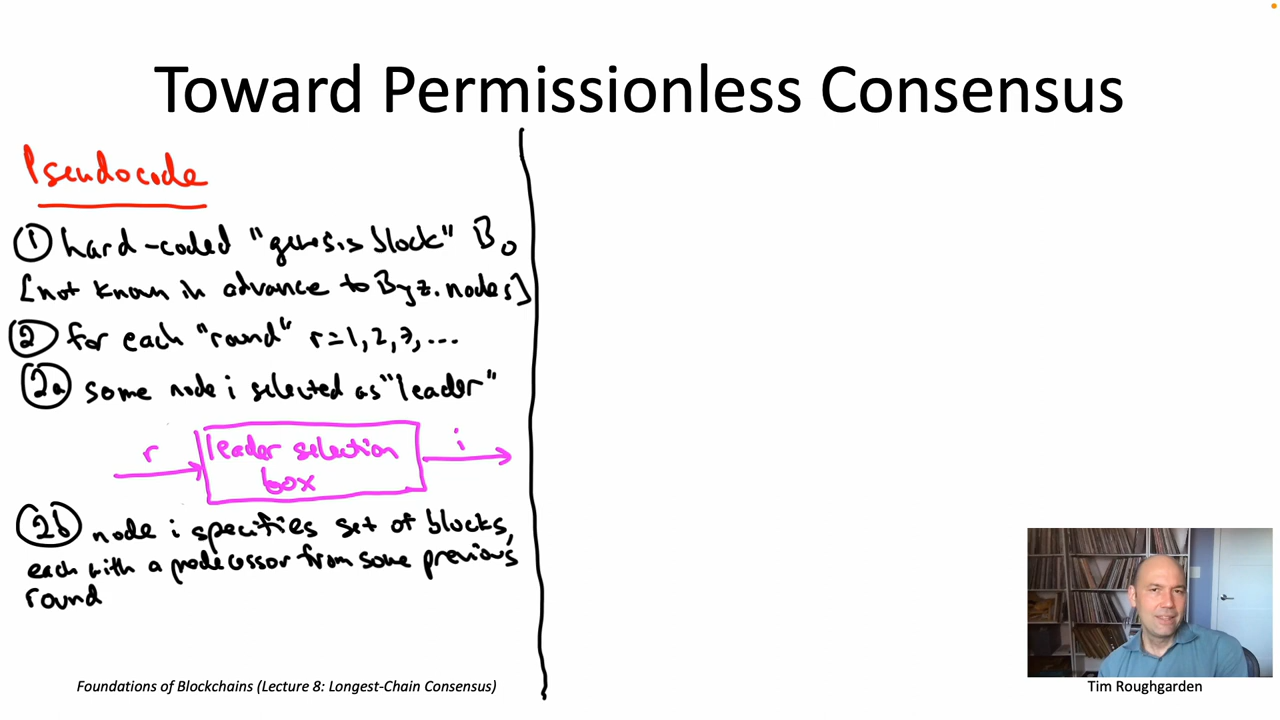 Toward Permissionless Consensus
Pseudocode
① hard-coded "genesis block" B₀
[not known in advance to Byz. nodes]
② for each "round" r=1,2,3,...
2a some node i selected as "leader"
r
leader selection
box
i
2b node i specifies set of blocks,
each with a predecessor from some previous
round
Foundations of Blockchains (Lecture 8: Longest-Chain Consensus)
Tim Roughgarden